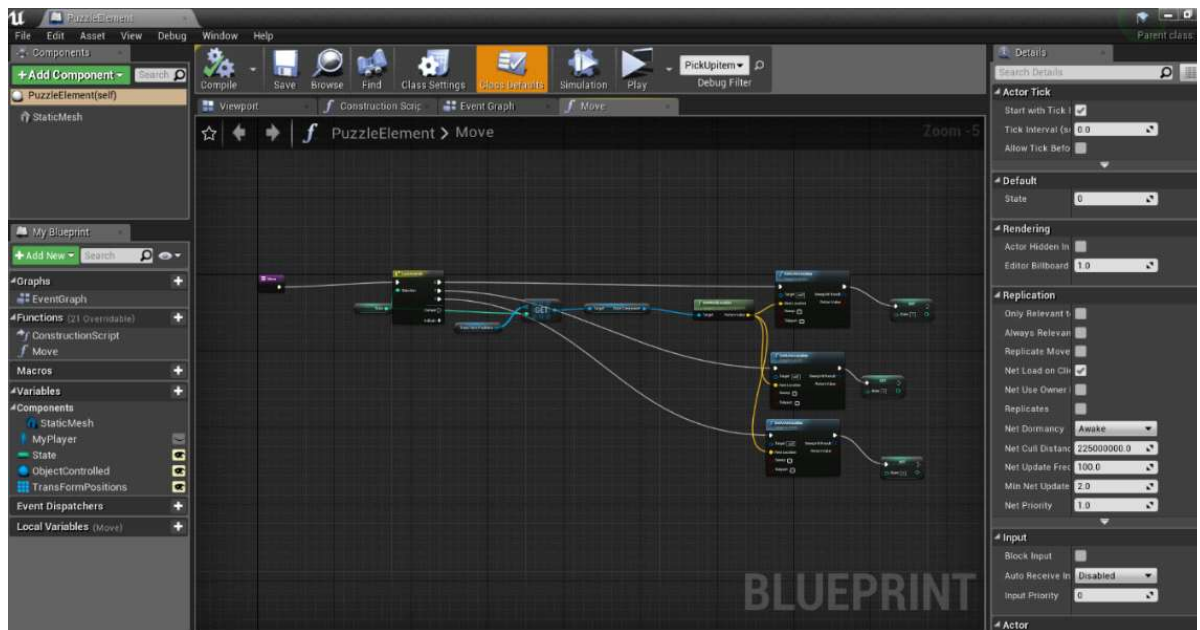 PuzzleElement
File Edit Asset View Debug Window Help
Parent class:
Components
+Add Component
Search
PuzzleElement(self)
StaticMesh
My Blueprint
+Add New
Search
Graphs
EventGraph
Functions (21 Overridable)
ConstructionScript
Move
Macros
Variables
Components
StaticMesh
MyPlayer
State
ObjectControlled
TransFormPositions
Event Dispatchers
Local Variables (Move)
Compile
Save
Browse
Find
Class Settings
Class Defaults
Simulation
Play
PickUpitem
Debug Filter
Viewport
Construction Scrip
Event Graph
Move
PuzzleElement > Move
Zoom -5
GET
BLUEPRINT
Details
Search Details
Actor Tick
Start with Tick
Tick Interval (s 0.0
Allow Tick Befo
Default
State 0
Rendering
Actor Hidden In
Editor Billboard 1.0
Replication
Only Relevant t
Always Relevan
Replicate Move
Net Load on Cli
Net Use Owner
Replicates
Net Dormancy Awake
Net Cull Distanc 225000000.0
Net Update Freq 100.0
Min Net Update 2.0
Net Priority 1.0
Input
Block Input
Auto Receive In Disabled
Input Priority 0
Actor